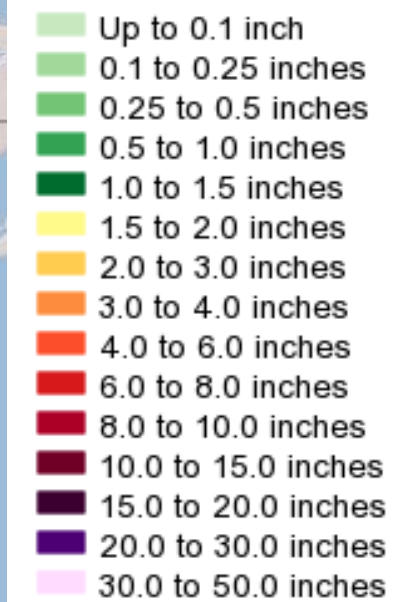 Up to 0.1 inch
0.1 to 0.25 inches
0.25 to 0.5 inches
0.5 to 1.0 inches
1.0 to 1.5 inches
1.5 to 2.0 inches
2.0 to 3.0 inches
3.0 to 4.0 inches
4.0 to 6.0 inches
6.0 to 8.0 inches
8.0 to 10.0 inches
10.0 to 15.0 inches
15.0 to 20.0 inches
20.0 to 30.0 inches
30.0 to 50.0 inches